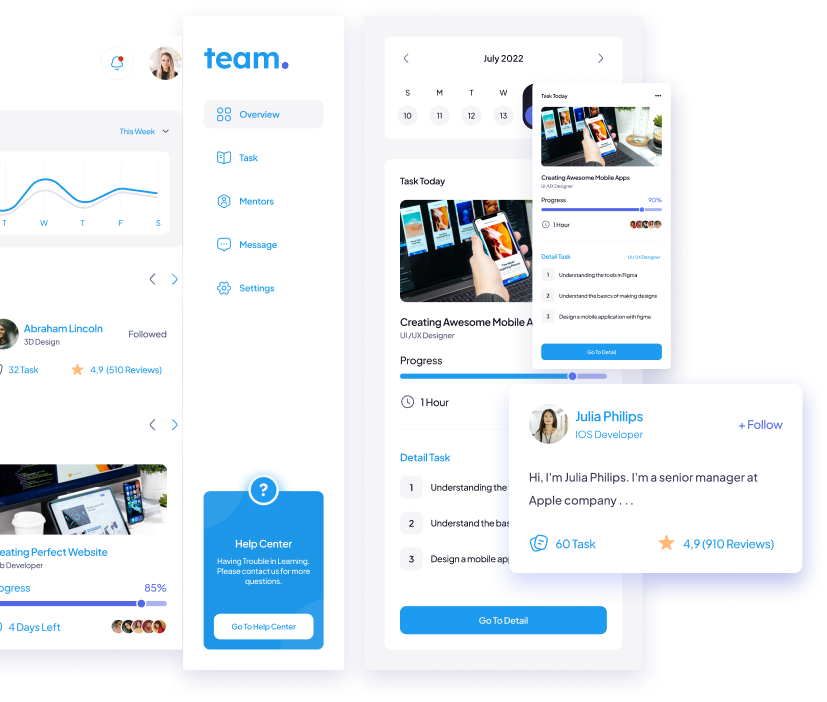 This Week
T W T F S
Abraham Lincoln
3D Design
Followed
32 Task
4,9 (510 Reviews)
eating Perfect Website
b Developer
ogress
85%
4 Days Left
team.
Overview
Task
Mentors
Message
Settings
?
Help Center
Having Trouble in Learning.
Please contact us for more
questions.
Go To Help Center
July 2022
S M T W
10 11 12 13
Task Today
Creating Awesome Mobile A
UI /UX Designer
Progress
1 Hour
Detail Task
1 Understanding the
2 Understand the bas
3 Design a mobile app
Go To Detail
Task Today
Creating Awesome Mobile Apps
UI/UX Designer
Progress
90%
1 Hour
Detail Task
UI/UX Designer
1 Understanding the tools in Figma
2 Understand the basics of making designs
3 Design a mobile application with figma
Go To Detail
Julia Philips
IOS Developer
+ Follow
Hi, I'm Julia Philips. I'm a senior manager at
Apple company . . .
60 Task
4,9 (910 Reviews)